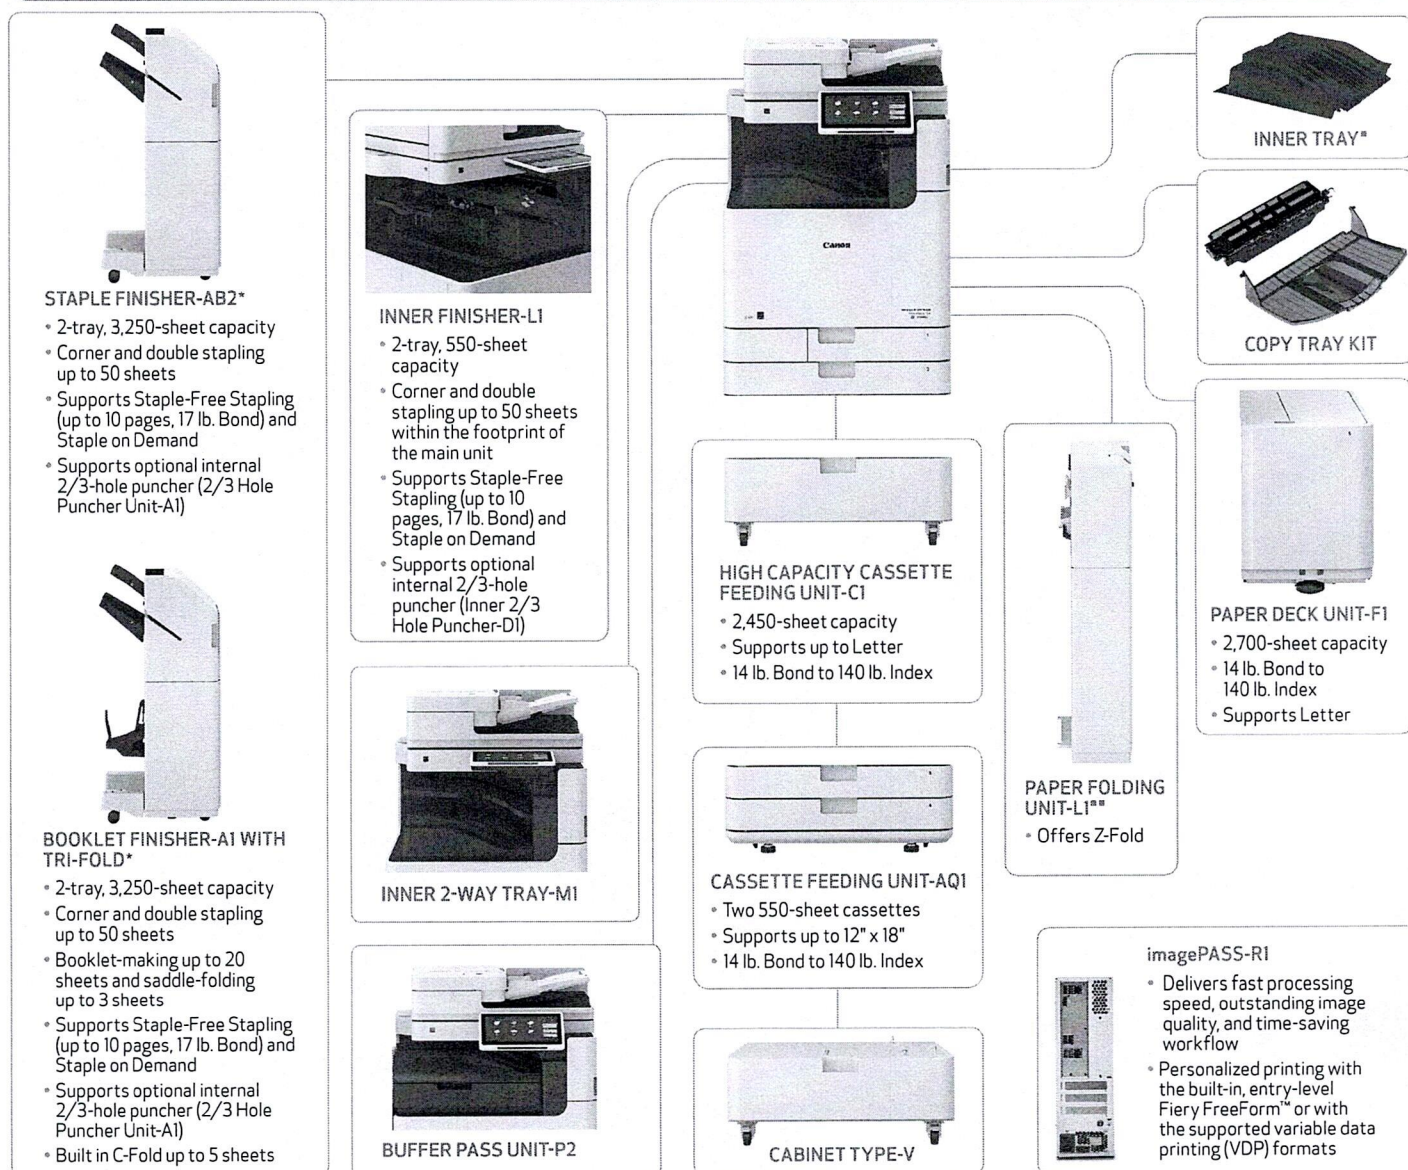 STAPLE FINISHER-AB2*
• 2-tray, 3,250-sheet capacity
• Corner and double stapling
up to 50 sheets
• Supports Staple-Free Stapling
(up to 10 pages, 17 lb. Bond) and
Staple on Demand
• Supports optional internal
2/3-hole puncher (2/3 Hole
Puncher Unit-A1)
BOOKLET FINISHER-A1 WITH
TRI-FOLD*
• 2-tray, 3,250-sheet capacity
• Corner and double stapling
up to 50 sheets
• Booklet-making up to 20
sheets and saddle-folding
up to 3 sheets
• Supports Staple-Free Stapling
(up to 10 pages, 17 lb. Bond) and
Staple on Demand
• Supports optional internal
2/3-hole puncher (2/3 Hole
Puncher Unit-A1)
• Built in C-Fold up to 5 sheets
INNER FINISHER-L1
• 2-tray, 550-sheet
capacity
• Corner and double
stapling up to 50 sheets
within the footprint of
the main unit
• Supports Staple-Free
Stapling (up to 10
pages, 17 lb. Bond) and
Staple on Demand
• Supports optional
internal 2/3-hole
puncher (Inner 2/3
Hole Puncher-D1)
INNER 2-WAY TRAY-M1
BUFFER PASS UNIT-P2
Canon
HIGH CAPACITY CASSETTE
FEEDING UNIT-C1
• 2,450-sheet capacity
• Supports up to Letter
• 14 lb. Bond to 140 lb. Index
CASSETTE FEEDING UNIT-AQ1
• Two 550-sheet cassettes
• Supports up to 12" x 18"
• 14 lb. Bond to 140 lb. Index
CABINET TYPE-V
PAPER FOLDING
UNIT-L1**
• Offers Z-Fold
INNER TRAY*
COPY TRAY KIT
PAPER DECK UNIT-F1
• 2,700-sheet capacity
• 14 lb. Bond to
140 lb. Index
• Supports Letter
imagePASS-R1
• Delivers fast processing
speed, outstanding image
quality, and time-saving
workflow
• Personalized printing with
the built-in, entry-level
Fiery FreeForm™ or with
the supported variable data
printing (VDP) formats